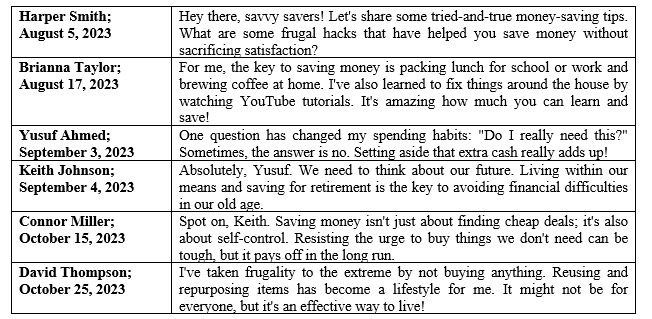 Harper Smith;
August 5, 2023
Hey there, savvy savers! Let's share some tried-and-true money-saving tips.
What are some frugal hacks that have helped you save money without
sacrificing satisfaction?
Brianna Taylor;
August 17, 2023
For me, the key to saving money is packing lunch for school or work and
brewing coffee at home. I've also learned to fix things around the house by
watching YouTube tutorials. It's amazing how much you can learn and
save!
Yusuf Ahmed;
September 3, 2023
One question has changed my spending habits: "Do I really need this?"
Sometimes, the answer is no. Setting aside that extra cash really adds up!
Keith Johnson;
September 4, 2023
Absolutely, Yusuf. We need to think about our future. Living within our
means and saving for retirement is the key to avoiding financial difficulties
in our old age.
Connor Miller;
October 15, 2023
Spot on, Keith. Saving money isn't just about finding cheap deals; it's also
about self-control. Resisting the urge to buy things we don't need can be
tough, but it pays off in the long run.
David Thompson;
October 25, 2023
I've taken frugality to the extreme by not buying anything. Reusing and
repurposing items has become a lifestyle for me. It might not be for
everyone, but it's an effective way to live!